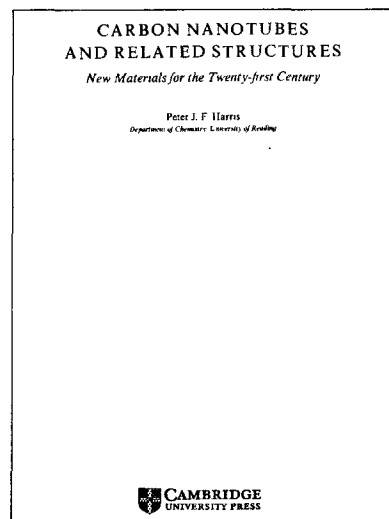 CARBON NANOTUBES
AND RELATED STRUCTURES
New Materials for the Twenty-first Century
Peter J. F. Harris
Department of Chemistry University of Reading
CAMBRIDGE
UNIVERSITY PRESS